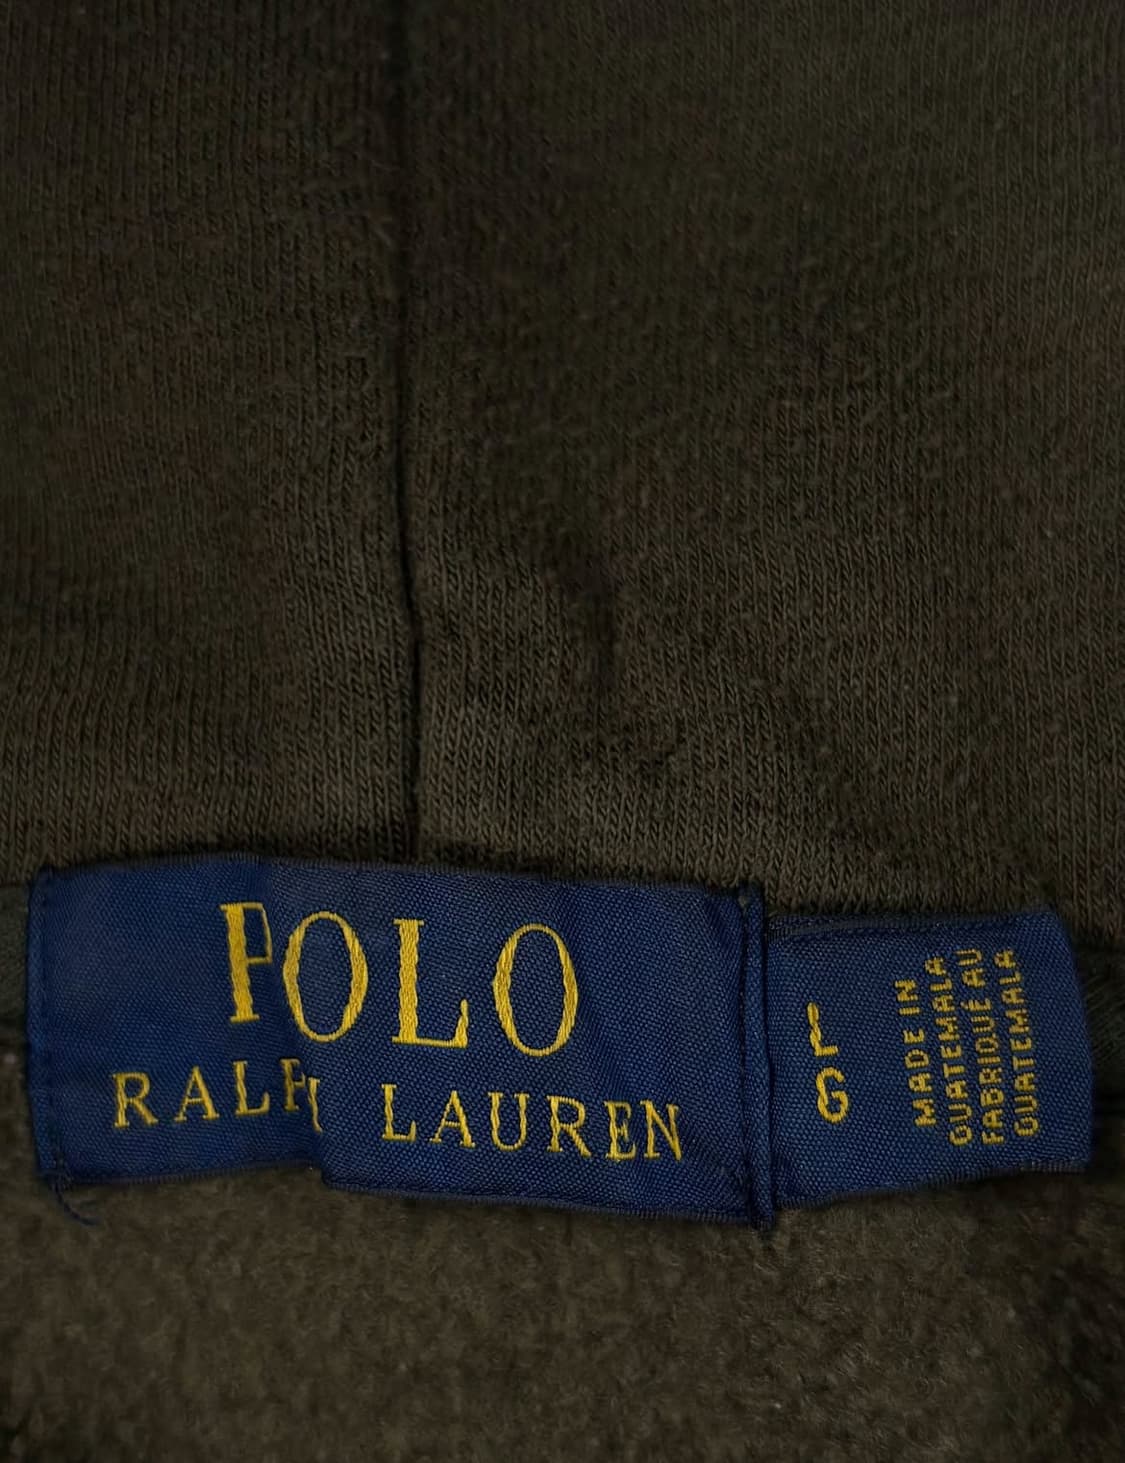 POLO
RALPH LAUREN
L
G
MADE IN
GUATEMALA
FABRIQUÉ AU
GUATEMALA